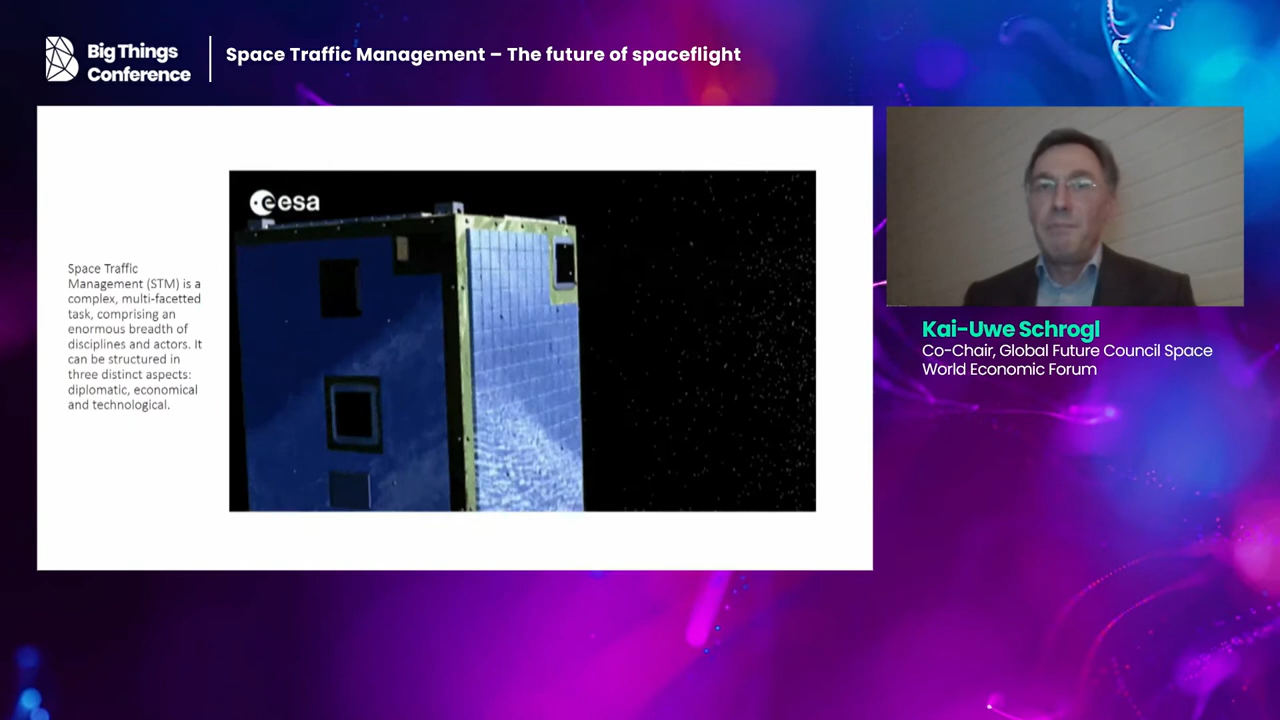 Big Things
Conference
Space Traffic Management – The future of spaceflight
esa
Space Traffic
Management (STM) is a
complex, multi-facetted
task, comprising an
enormous breadth of
disciplines and actors. It
can be structured in
three distinct aspects:
diplomatic, economical
and technological.
Kai-Uwe Schrogl
Co-Chair, Global Future Council Space
World Economic Forum